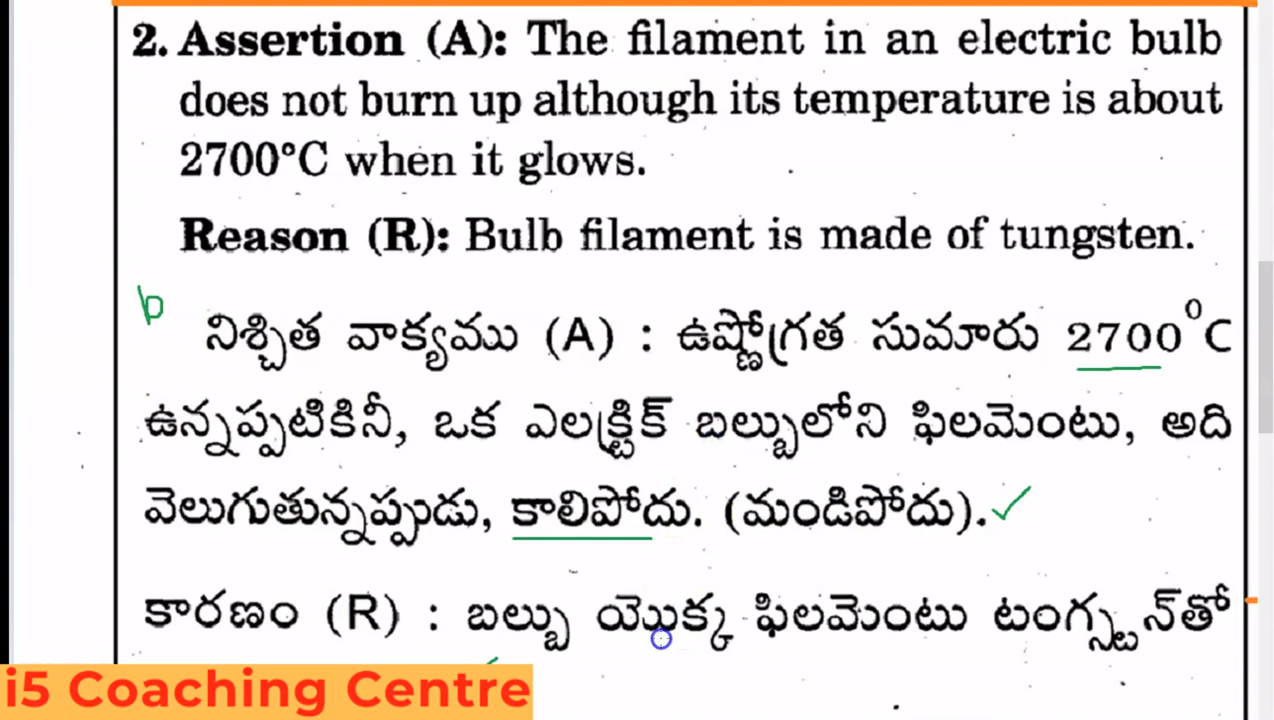 2. Assertion (A): The filament in an electric bulb
does not burn up although its temperature is about
2700°C when it glows.
Reason (R): Bulb filament is made of tungsten.
b
నిశ్చిత వాక్యము (A) : ఉష్ణోగ్రత సుమారు 2700⁰C
ఉన్నప్పటికినీ, ఒక ఎలక్ట్రిక్ బల్బులోని ఫిలమెంటు, అది
వెలుగుతున్నప్పుడు, కాలిపోదు. (మండిపోదు). ✓
కారణం (R) : బల్బు యొక్క ఫిలమెంటు టంగ్స్టన్‌తో
i5 Coaching Centre